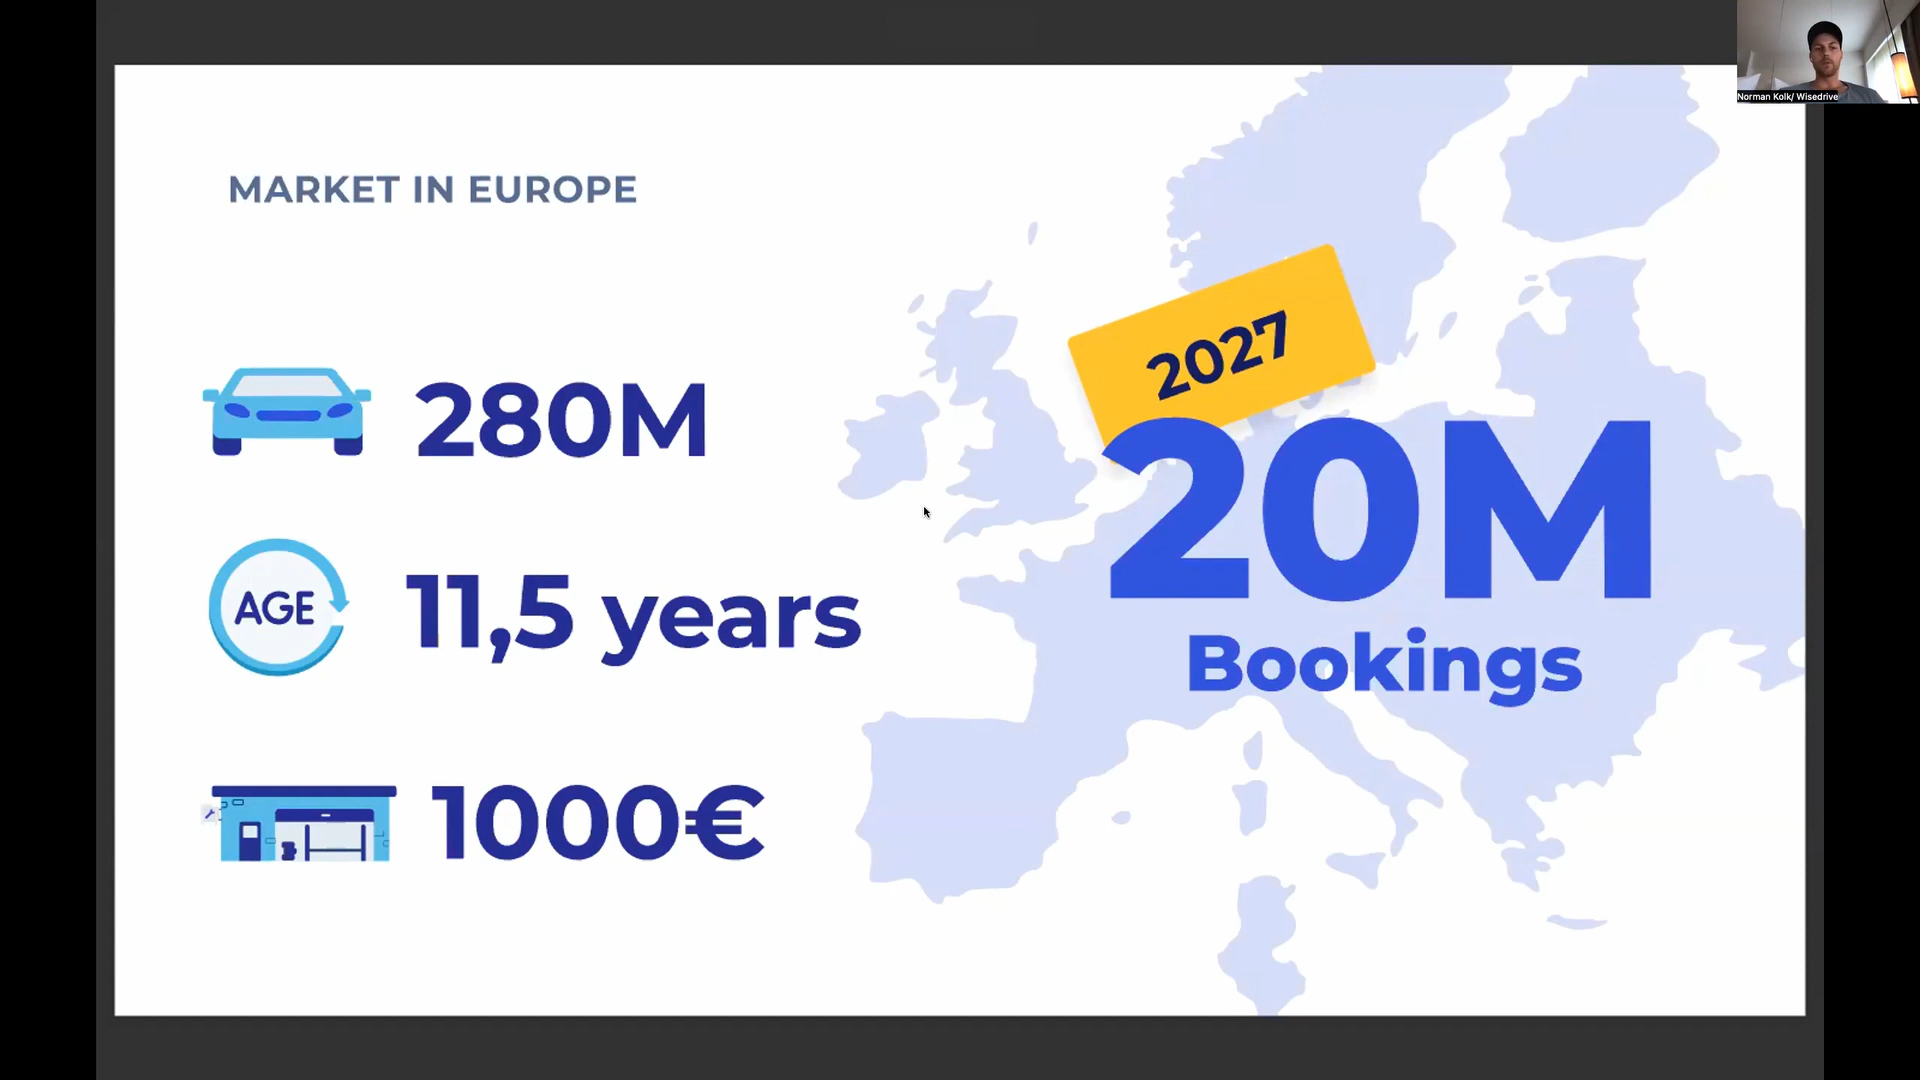 Norman Kolk/ Wisedrive
MARKET IN EUROPE
280M
AGE
11,5 years
1000€
2027
20M
Bookings